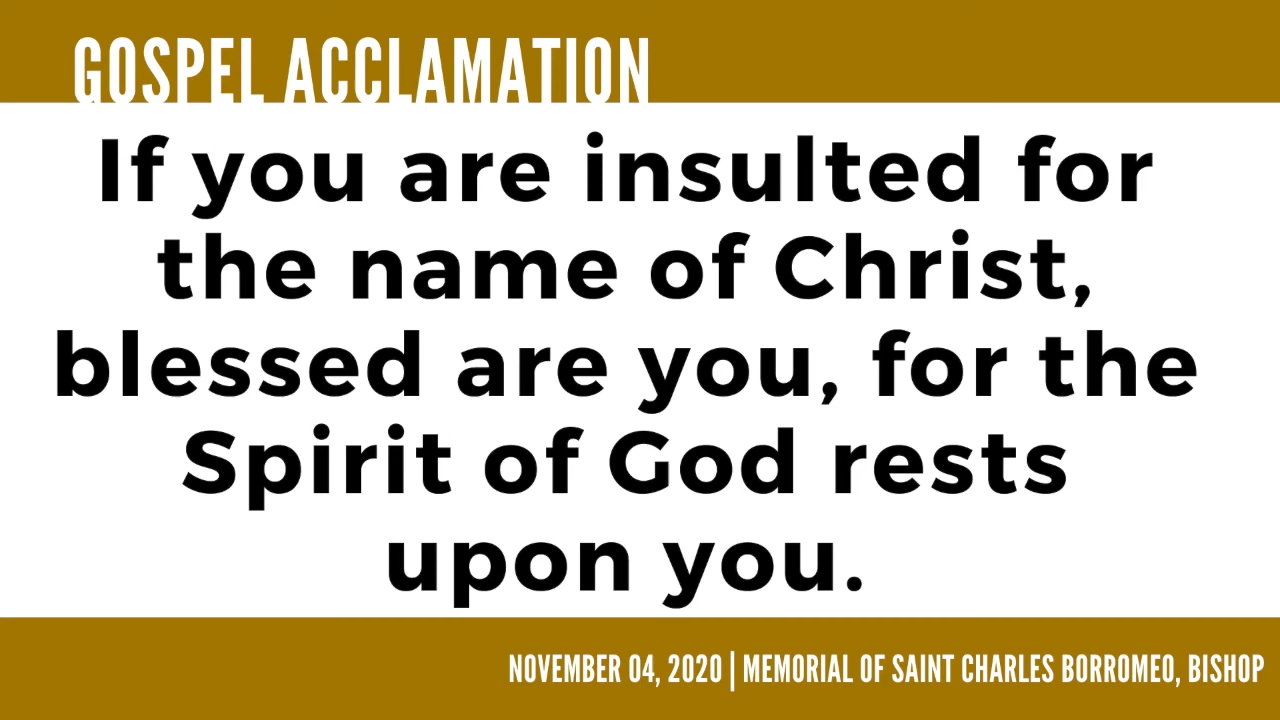 GOSPEL ACCLAMATION
If you are insulted for
the name of Christ,
blessed are you, for the
Spirit of God rests
upon you.
NOVEMBER 04, 2020 | MEMORIAL OF SAINT CHARLES BORROMEO, BISHOP